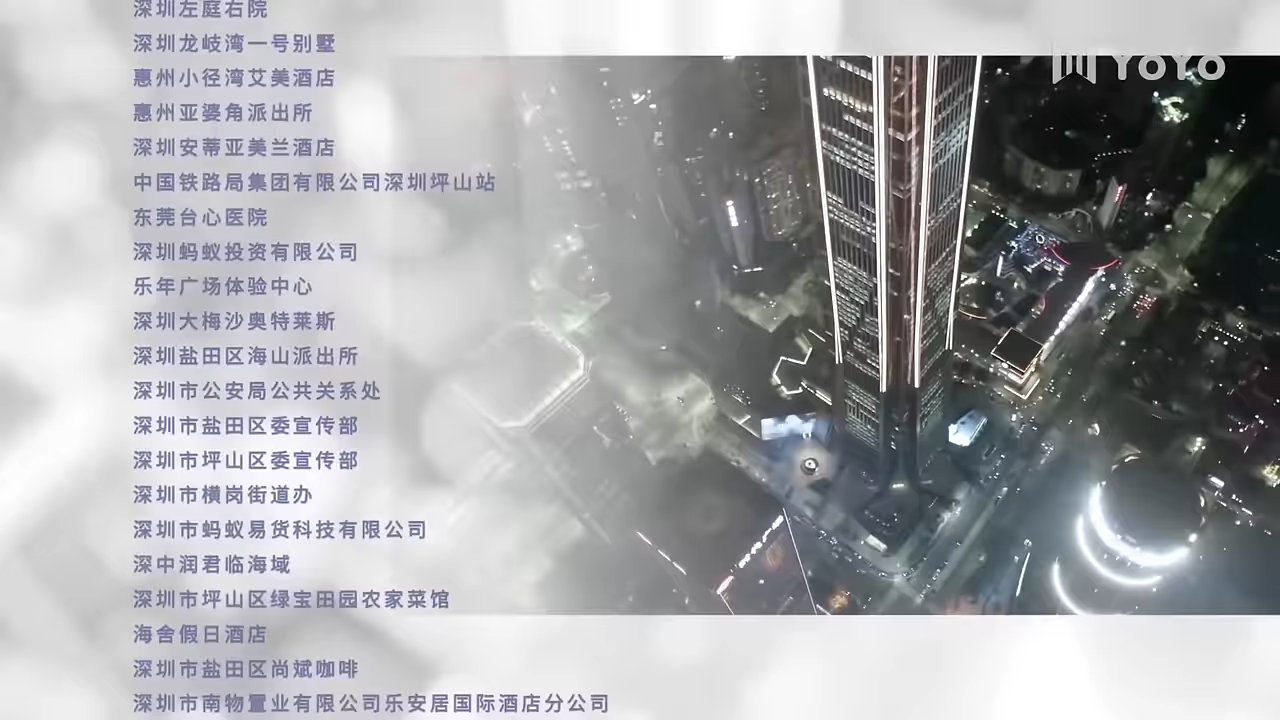 深圳左庭右院
深圳龙岐湾一号别墅
惠州小径湾艾美酒店
惠州亚婆角派出所
深圳安蒂亚美兰酒店
中国铁路局集团有限公司深圳坪山站
东莞台心医院
深圳蚂蚁投资有限公司
乐年广场体验中心
深圳大梅沙奥特莱斯
深圳盐田区海山派出所
深圳市公安局公共关系处
深圳市盐田区委宣传部
深圳市坪山区委宣传部
深圳市横岗街道办
深圳市蚂蚁易货科技有限公司
深中润君临海域
深圳市坪山区绿宝田园农家菜馆
海舍假日酒店
深圳市盐田区尚斌咖啡
深圳市南物置业有限公司乐安居国际酒店分公司
YOYO